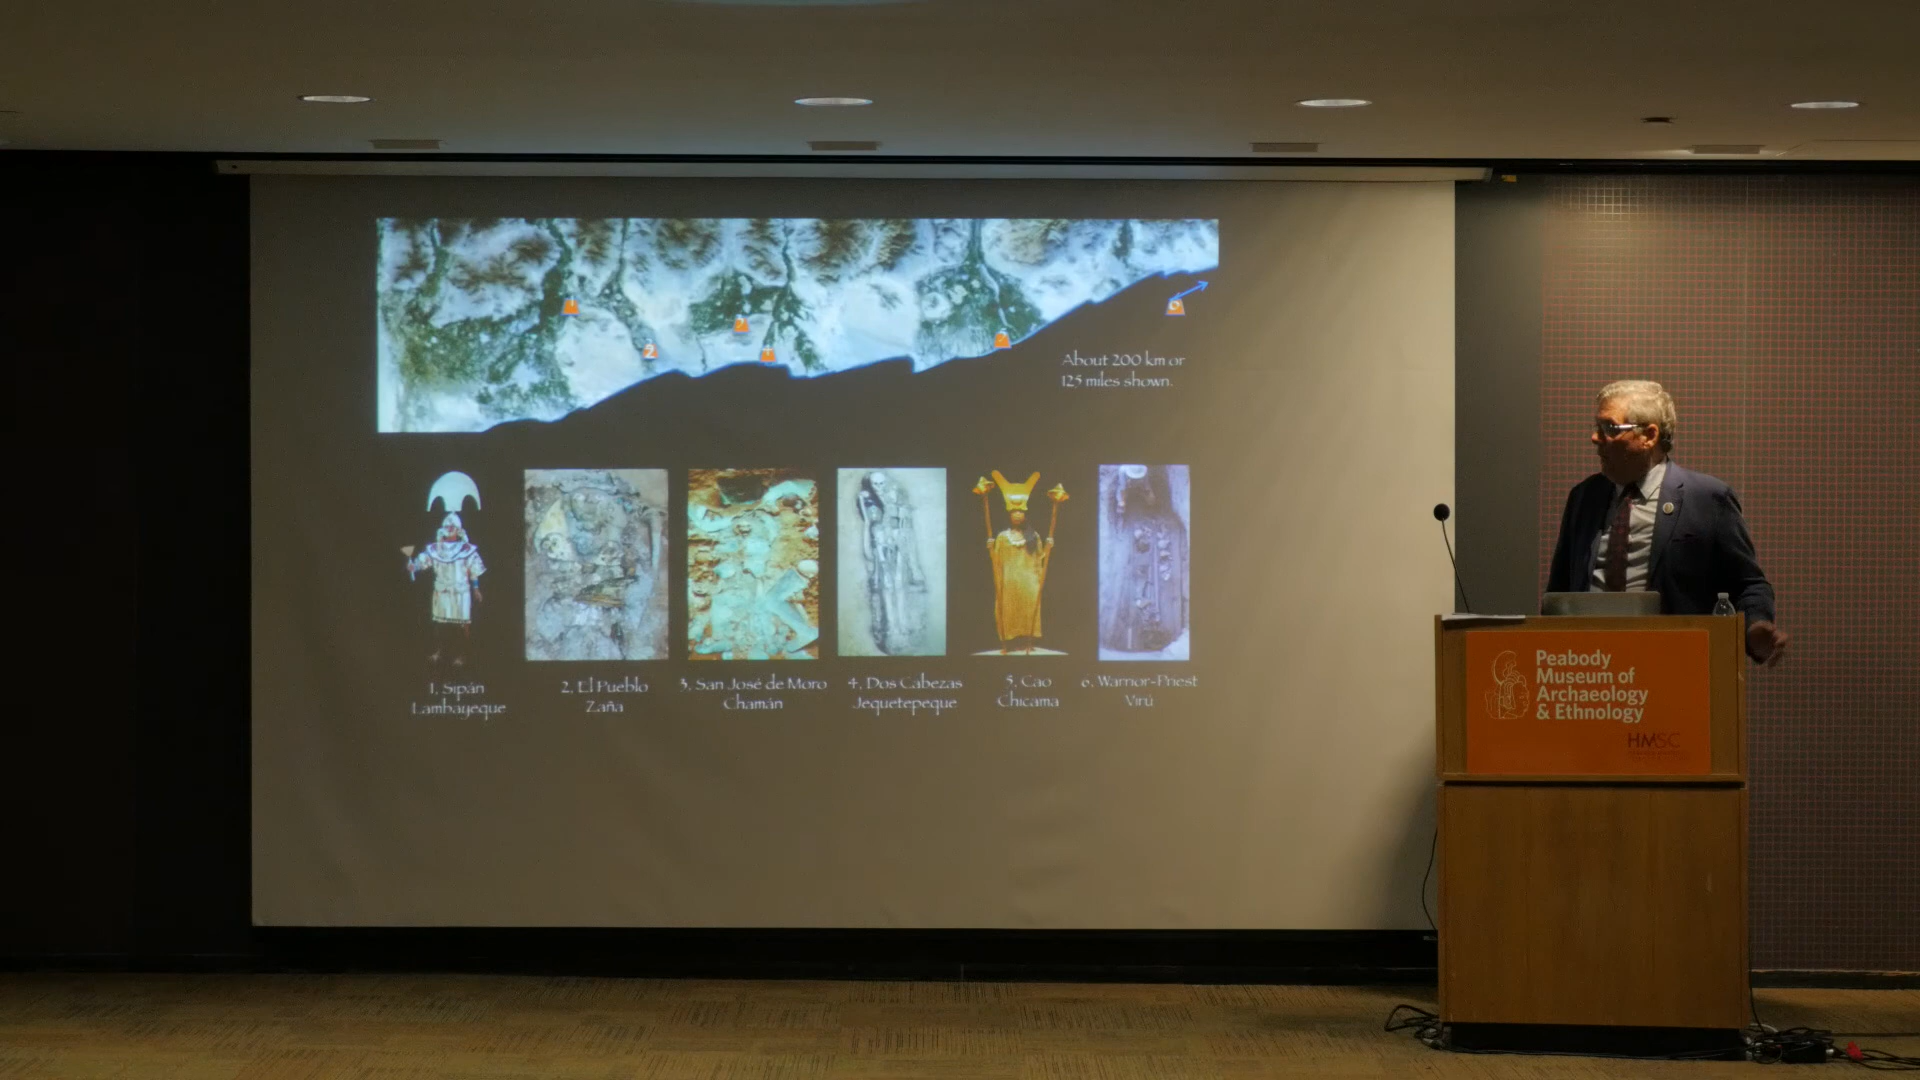 2
About 200 km or
125 miles shown.
1. Sipán
Lambayeque
2. El Pueblo
Zaña
3. San José de Moro
Chamán
4. Dos Cabezas
Jequetepeque
5. Cao
Chicama
6. Warrior-Priest
Virú
Peabody
Museum of
Archaeology
& Ethnology
HMSC